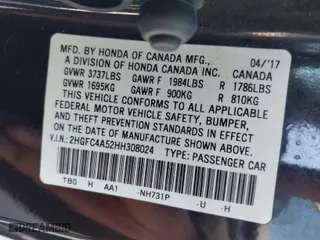 MFD. BY HONDA OF CANADA MFG., 04/'17
A DIVISION OF HONDA CANADA INC. CANADA
GVWR 3737LBS GAWR F 1984LBS R 1786LBS
GVWR 1695KG GAWR F 900KG R 810KG
THIS VEHICLE CONFORMS TO ALL APPLICABLE
FEDERAL MOTOR VEHICLE SAFETY, BUMPER,
AND THEFT PREVENTION STANDARDS IN EFFECT
ON THE DATE OF MANUFACTURE SHOWN ABOVE.
V.I.N.: 2HGFC4A52HH308024 TYPE: PASSENGER CAR
TBG H AA1 -NH731P -U -H